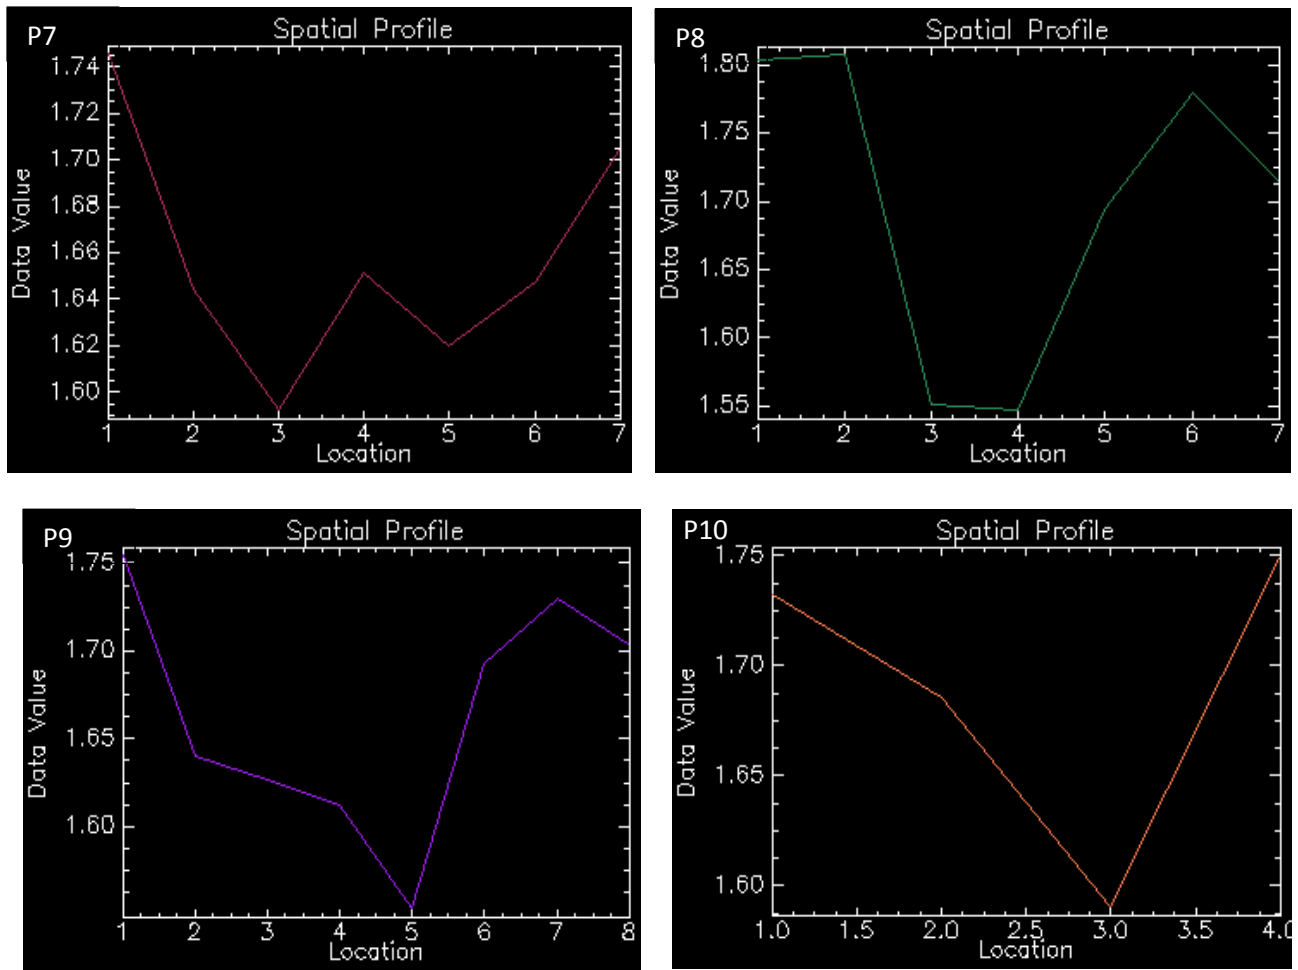 P7
Spatial Profile
1.74
1.72
1.70
1.68
1.66
1.64
1.62
1.60
Data Value
1 2 3 4 5 6 7
Location
P8
Spatial Profile
1.80
1.75
1.70
1.65
1.60
1.55
Data Value
1 2 3 4 5 6 7
Location
P9
Spatial Profile
1.75
1.70
1.65
1.60
Data Value
1 2 3 4 5 6 7 8
Location
P10
Spatial Profile
1.75
1.70
1.65
1.60
Data Value
1.0 1.5 2.0 2.5 3.0 3.5 4.0
Location